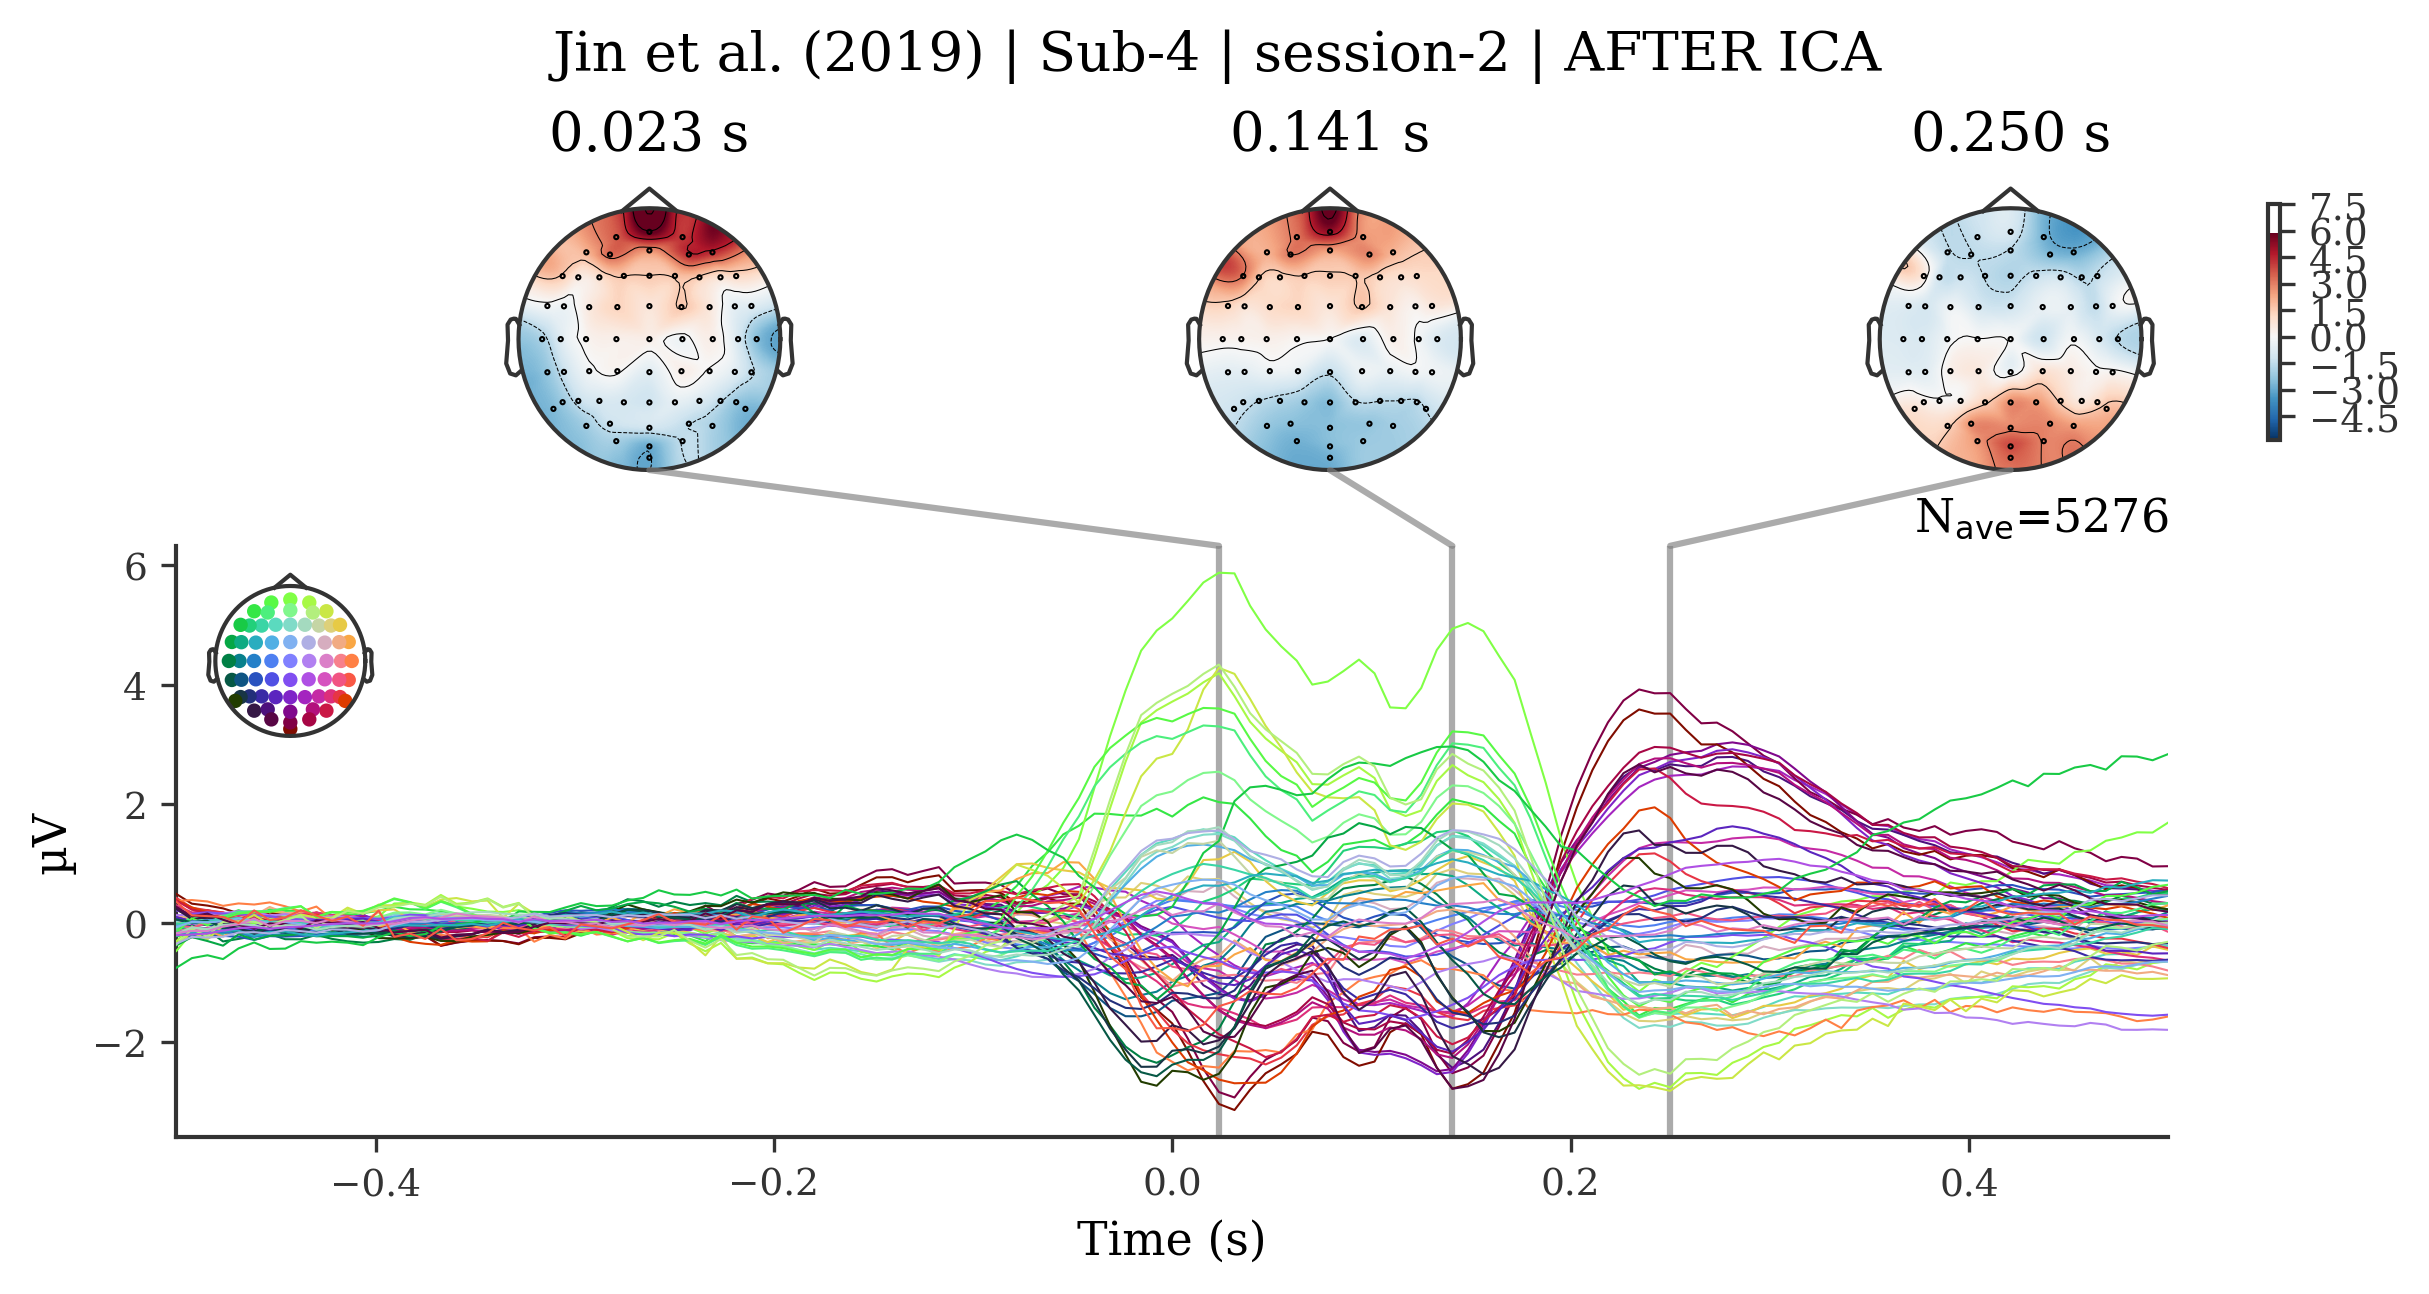 Jin et al. (2019) | Sub-4 | session-2 | AFTER ICA
0.023 s
0.141 s
0.250 s
7.5
6.0
4.5
3.0
1.5
0.0
−1.5
−3.0
−4.5
Nave=5276
6
4
2
0
−2
µV
−0.4
−0.2
0.0
0.2
0.4
Time (s)